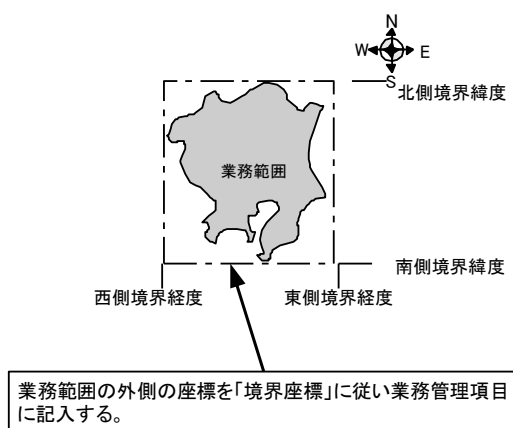 N
W E
S
北側境界緯度
業務範囲
南側境界緯度
西側境界経度 東側境界経度
業務範囲の外側の座標を「境界座標」に従い業務管理項目
に記入する。